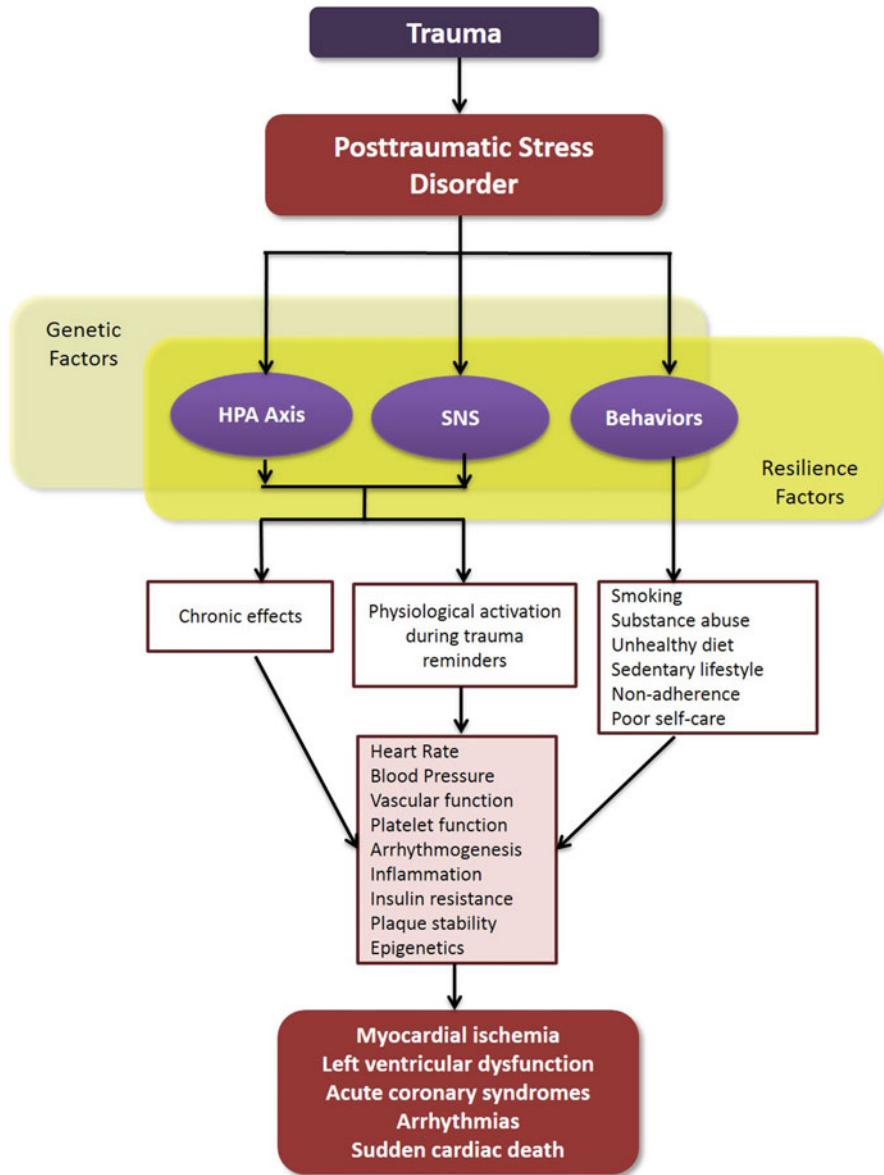 Trauma
Posttraumatic Stress
Disorder
Genetic
Factors
HPA Axis
SNS
Behaviors
Resilience
Factors
Chronic effects
Physiological activation
during trauma
reminders
Smoking
Substance abuse
Unhealthy diet
Sedentary lifestyle
Non-adherence
Poor self-care
Heart Rate
Blood Pressure
Vascular function
Platelet function
Arrhythmogenesis
Inflammation
Insulin resistance
Plaque stability
Epigenetics
Myocardial ischemia
Left ventricular dysfunction
Acute coronary syndromes
Arrhythmias
Sudden cardiac death